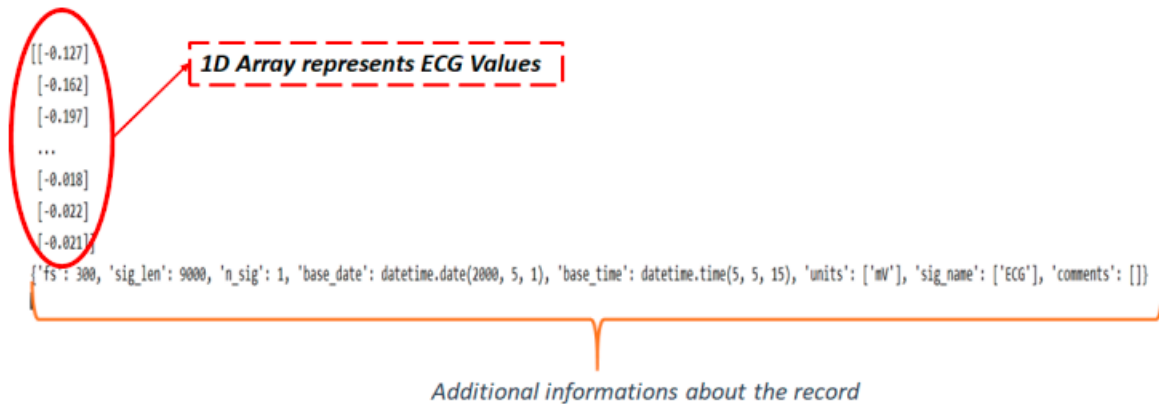 [[-0.127]
1D Array represents ECG Values
[-0.162]
[-0.197]
...
[-0.018]
[-0.022]
[-0.021]]
{'fs': 300, 'sig_len': 9000, 'n_sig': 1, 'base_date': datetime.date(2000, 5, 1), 'base_time': datetime.time(5, 5, 15), 'units': ['mV'], 'sig_name': ['ECG'], 'comments': []}
Additional informations about the record